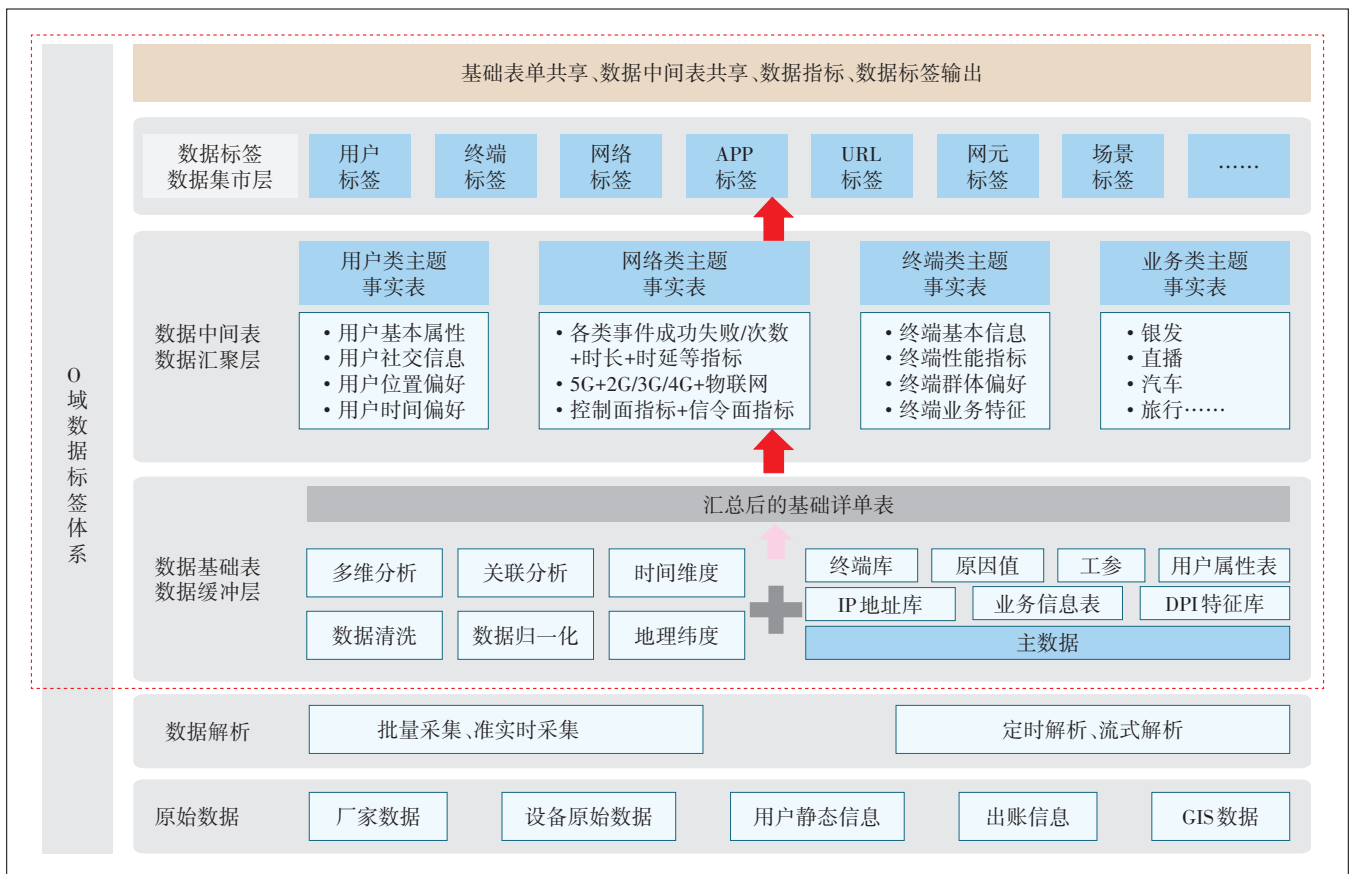 基础表单共享、数据中间表共享、数据指标、数据标签输出
O域数据标签体系
数据标签
数据集市层
用户
标签
终端
标签
网络
标签
APP
标签
URL
标签
网元
标签
场景
标签
……
数据中间表
数据汇聚层
用户类主题
事实表
• 用户基本属性
• 用户社交信息
• 用户位置偏好
• 用户时间偏好
网络类主题
事实表
• 各类事件成功失败/次数
+时长+时延等指标
• 5G+2G/3G/4G+物联网
• 控制面指标+信令面指标
终端类主题
事实表
• 终端基本信息
• 终端性能指标
• 终端群体偏好
• 终端业务特征
业务类主题
事实表
• 银发
• 直播
• 汽车
• 旅行……
数据基础表
数据缓冲层
汇总后的基础详单表
多维分析
关联分析
时间维度
数据清洗
数据归一化
地理纬度
终端库
原因值
工参
用户属性表
IP地址库
业务信息表
DPI特征库
主数据
数据解析
批量采集、准实时采集
定时解析、流式解析
原始数据
厂家数据
设备原始数据
用户静态信息
出账信息
GIS数据